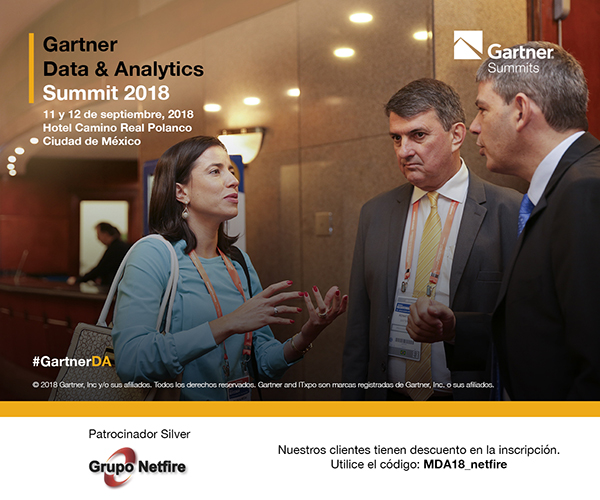 Gartner
Data & Analytics
Summit 2018
11 y 12 de septiembre, 2018
Hotel Camino Real Polanco
Ciudad de México
Gartner
Summits
#GartnerDA
© 2018 Gartner, Inc y/o sus afiliados. Todos los derechos reservados. Gartner and ITxpo son marcas registradas de Gartner, Inc. o sus afiliados.
Patrocinador Silver
Grupo Netfire
Nuestros clientes tienen descuento en la inscripción.
Utilice el código: MDA18_netfire